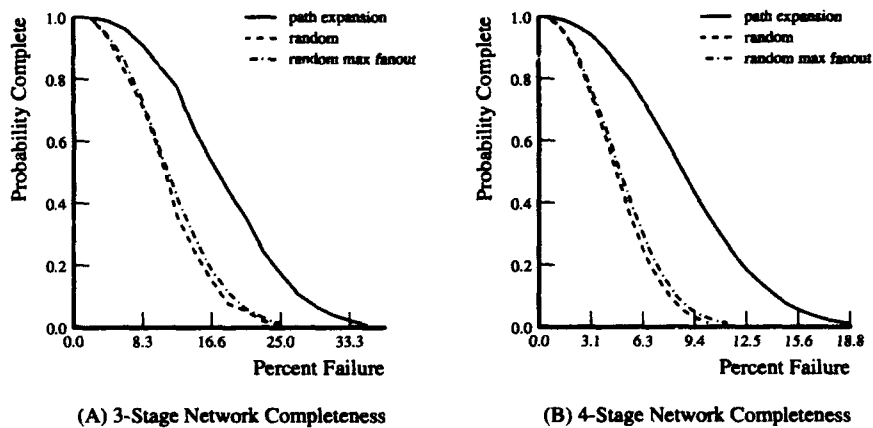 path expansion
random
random max fanout
Probability Complete
1.0
0.8
0.6
0.4
0.2
0.0
0.0 8.3 16.6 25.0 33.3
Percent Failure
(A) 3-Stage Network Completeness
path expansion
random
random max fanout
Probability Complete
1.0
0.8
0.6
0.4
0.2
0.0
0.0 3.1 6.3 9.4 12.5 15.6 18.8
Percent Failure
(B) 4-Stage Network Completeness